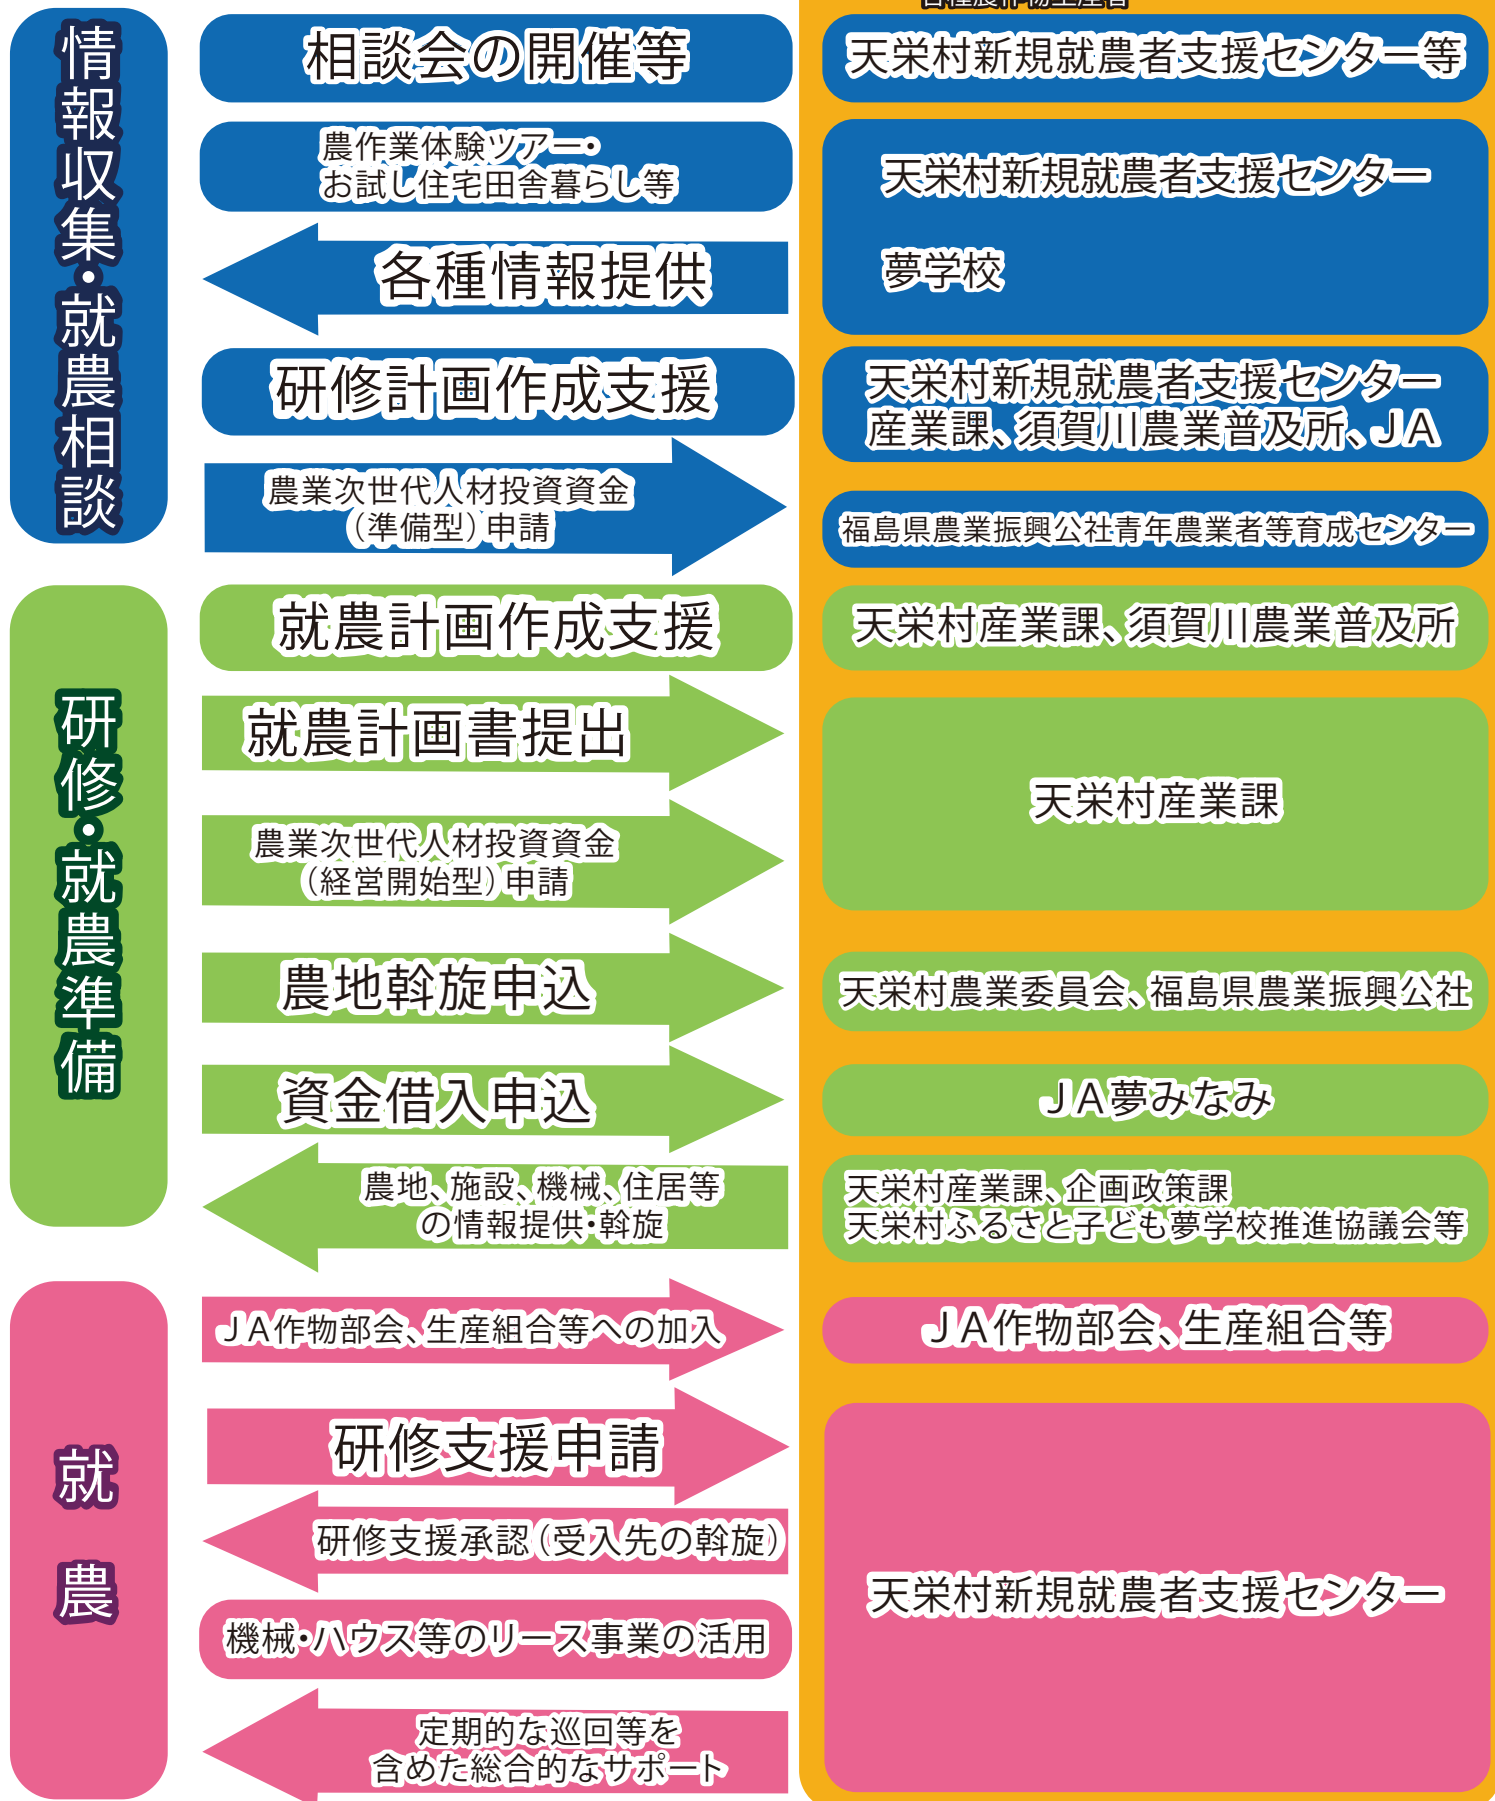 各種農作物生産者
情報収集・就農相談
相談会の開催等
天栄村新規就農者支援センター等
農作業体験ツアー・
お試し住宅田舎暮らし等
天栄村新規就農者支援センター
夢学校
各種情報提供
研修計画作成支援
天栄村新規就農者支援センター
産業課、須賀川農業普及所、JA
農業次世代人材投資資金
（準備型）申請
福島県農業振興公社青年農業者等育成センター
研修・就農準備
就農計画作成支援
天栄村産業課、須賀川農業普及所
就農計画書提出
天栄村産業課
農業次世代人材投資資金
（経営開始型）申請
農地斡旋申込
天栄村農業委員会、福島県農業振興公社
資金借入申込
JA夢みなみ
農地、施設、機械、住居等
の情報提供・斡旋
天栄村産業課、企画政策課
天栄村ふるさと子ども夢学校推進協議会等
就農
JA作物部会、生産組合等への加入
JA作物部会、生産組合等
研修支援申請
研修支援承認（受入先の斡旋）
天栄村新規就農者支援センター
機械・ハウス等のリース事業の活用
定期的な巡回等を
含めた総合的なサポート